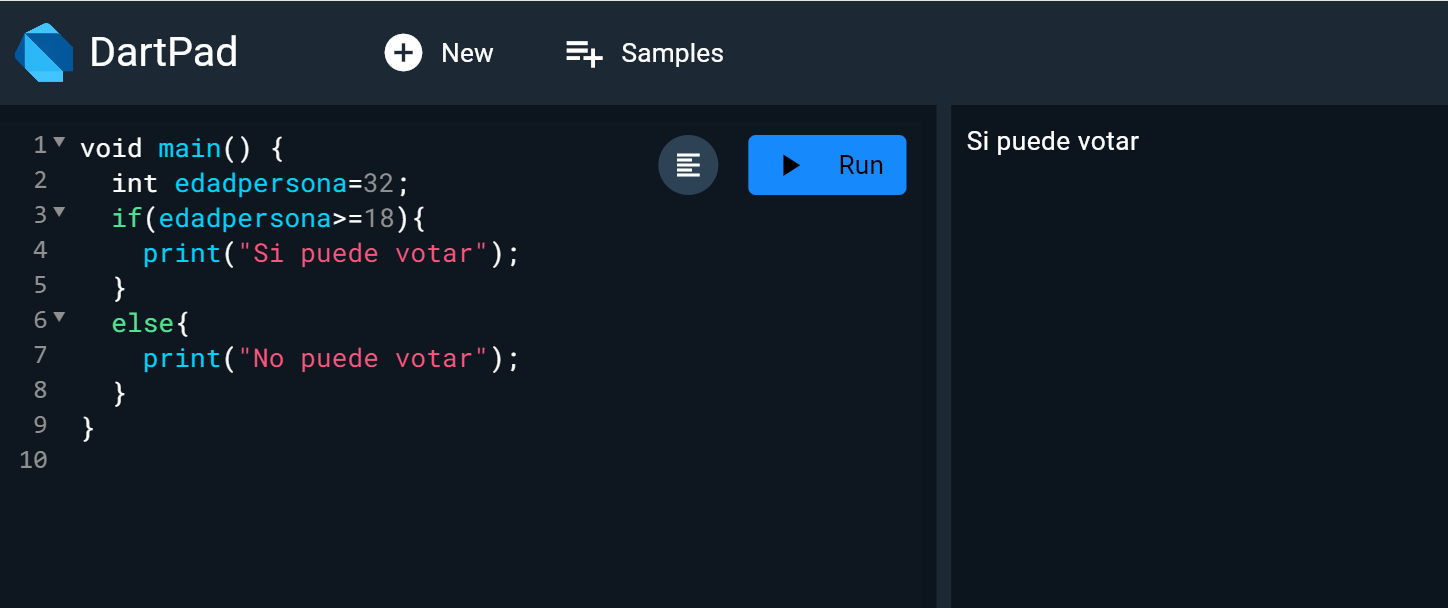 DartPad New Samples
1 void main() {
2 int edadpersona=32;
3 if(edadpersona>=18){
4 print("Si puede votar");
5 }
6 else{
7 print("No puede votar");
8 }
9 }
10
Run
Si puede votar